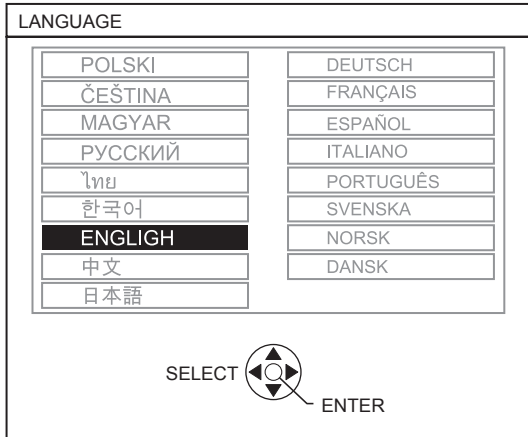 LANGUAGE
POLSKI
ČEŠTINA
MAGYAR
РУССКИЙ
ไทย
한국어
ENGLIGH
中文
日本語
DEUTSCH
FRANÇAIS
ESPAÑOL
ITALIANO
PORTUGUÊS
SVENSKA
NORSK
DANSK
SELECT
ENTER